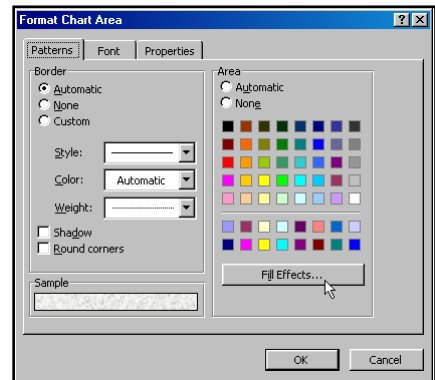 Format Chart Area
Patterns Font Properties
Border
Automatic
None
Custom
Style:
Color: Automatic
Weight:
Shadow
Round corners
Sample
Area
Automatic
None
Fill Effects...
OK Cancel